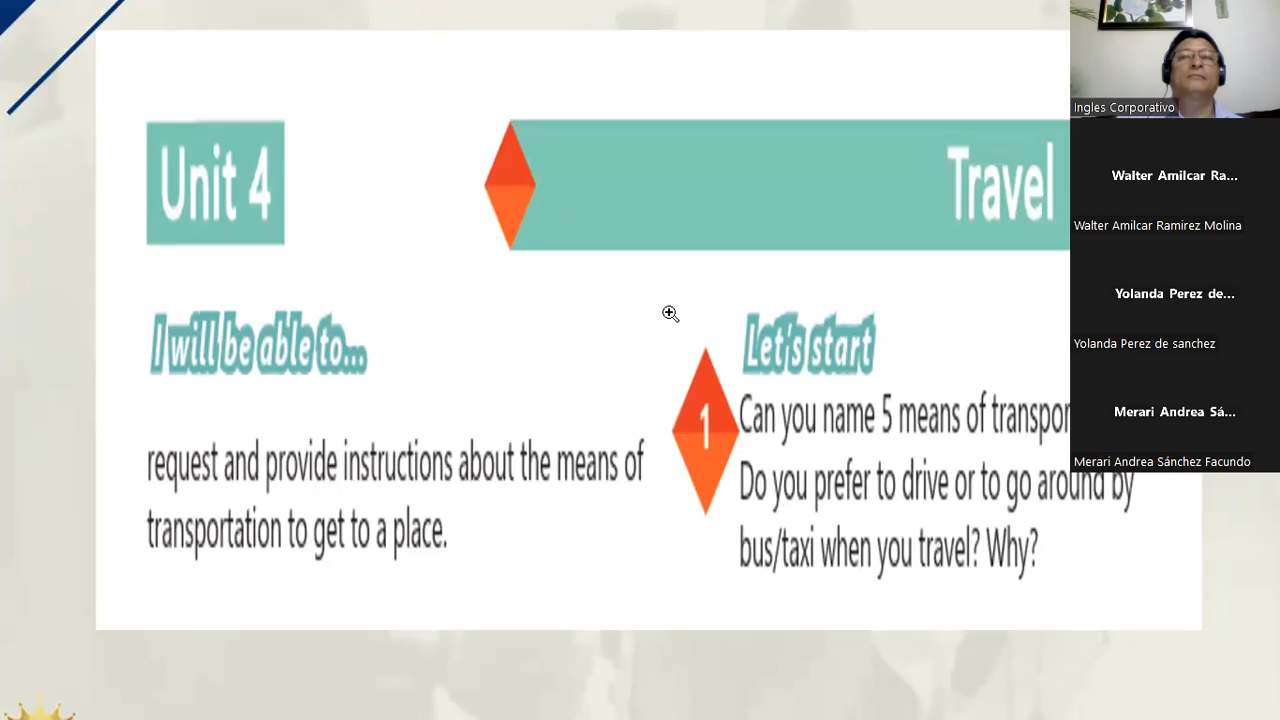 Unit 4
Travel
I will be able to...
request and provide instructions about the means of
transportation to get to a place.
Let's start
1
Can you name 5 means of transpor
Do you prefer to drive or to go around by
bus/taxi when you travel? Why?
Ingles Corporativo
Walter Amilcar Ra...
Walter Amilcar Ramirez Molina
Yolanda Perez de...
Yolanda Perez de sanchez
Merari Andrea Sá...
Merari Andrea Sánchez Facundo